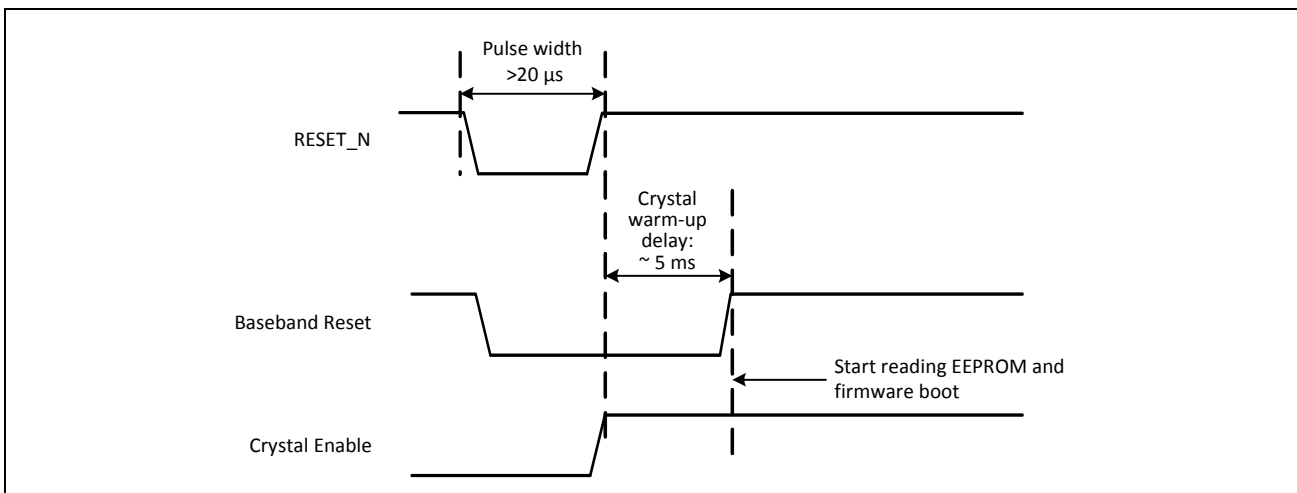 Pulse width
>20 µs
RESET_N
Crystal
warm-up
delay:
~ 5 ms
Baseband Reset
Start reading EEPROM and
firmware boot
Crystal Enable